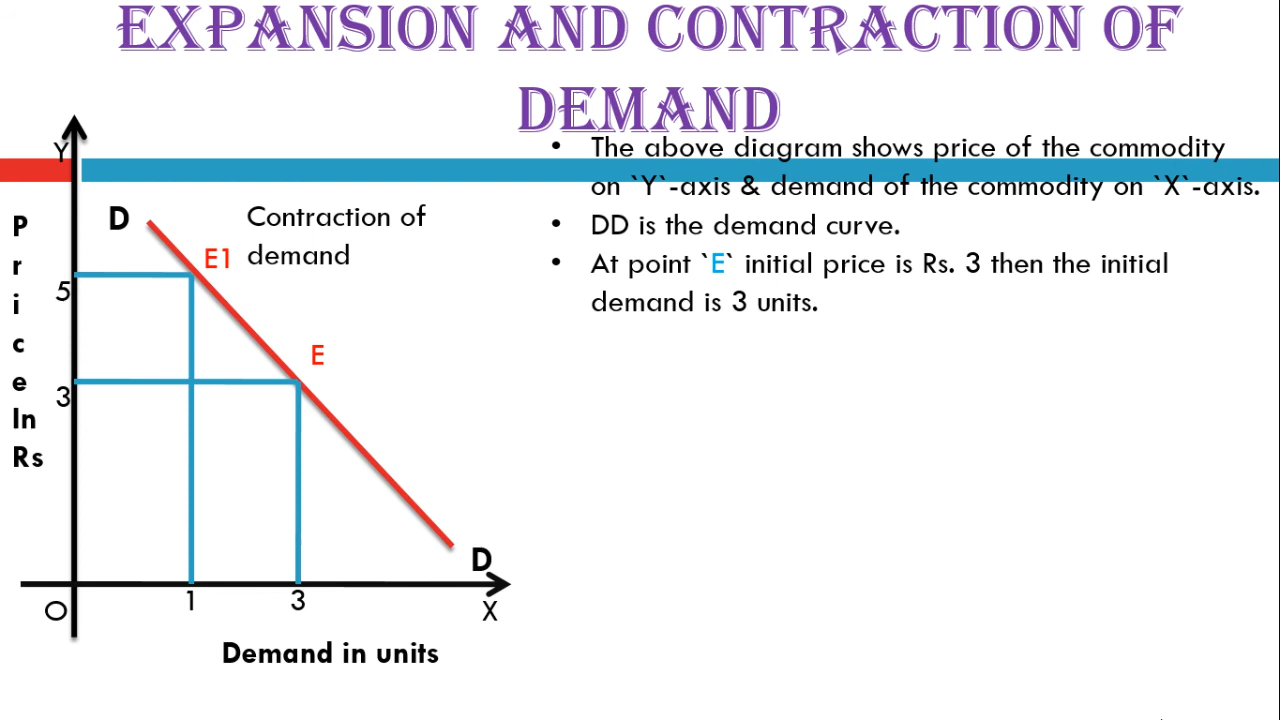 EXPANSION AND CONTRACTION OF
DEMAND
• The above diagram shows price of the commodity
on `Y`-axis & demand of the commodity on `X`-axis.
• DD is the demand curve.
• At point `E` initial price is Rs. 3 then the initial
demand is 3 units.
Y
P
r
i
c
e
In
Rs
D
Contraction of
demand
E1
5
E
3
D
O
1
3
X
Demand in units